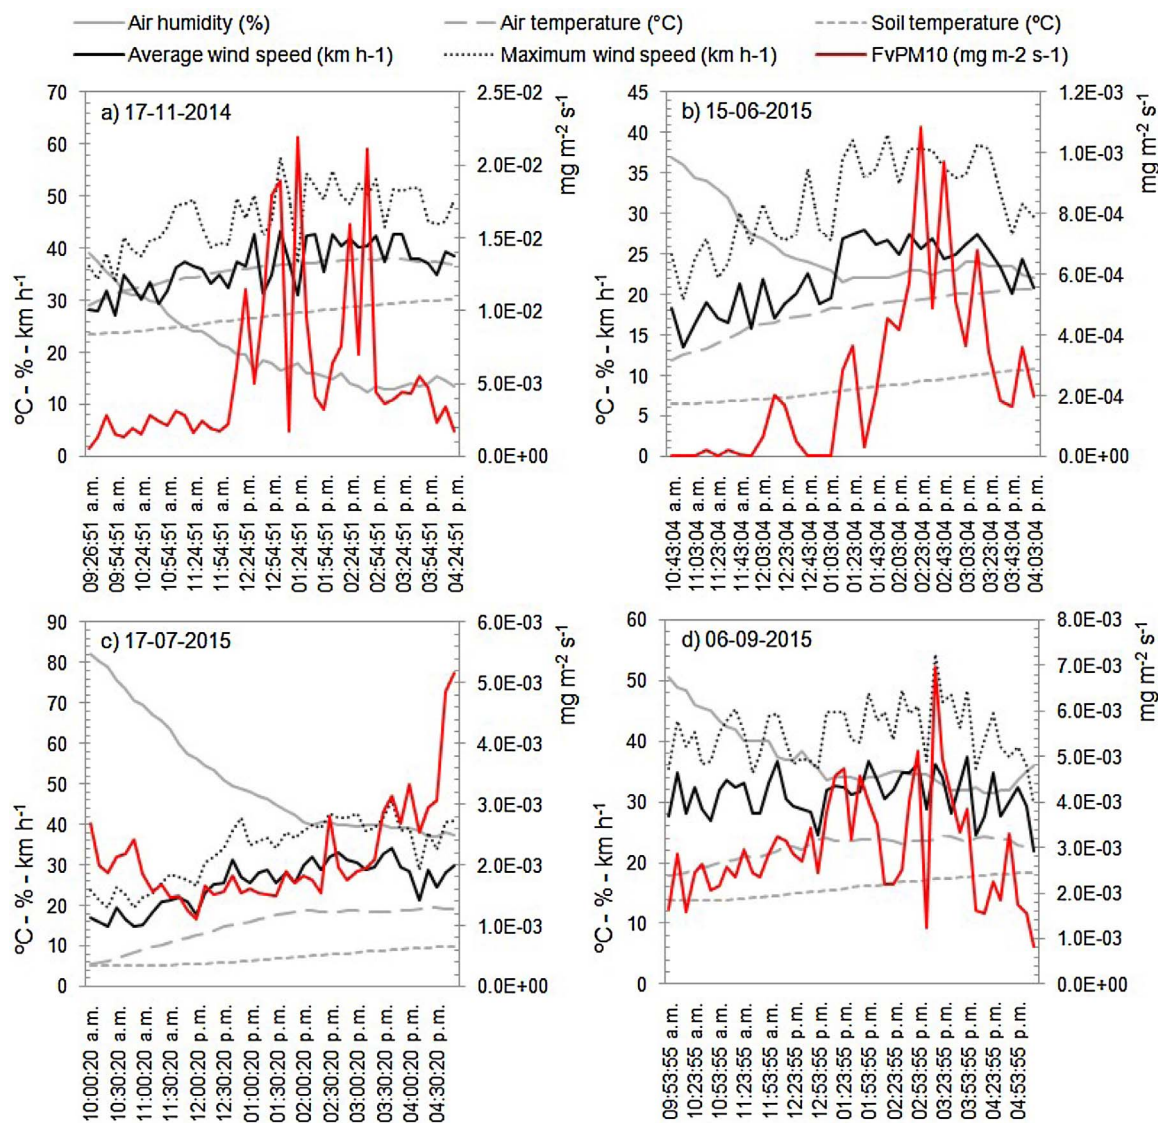 Air humidity (%)
Air temperature (°C)
Soil temperature (ºC)
Average wind speed (km h-1)
Maximum wind speed (km h-1)
FvPM10 (mg m-2 s-1)
a) 17-11-2014
70
60
50
40
30
20
10
0
ºC - % - km h-1
2.5E-02
2.0E-02
1.5E-02
1.0E-02
5.0E-03
0.0E+00
mg m-2 s-1
09:26:51 a.m.
09:54:51 a.m.
10:24:51 a.m.
10:54:51 a.m.
11:24:51 a.m.
11:54:51 a.m.
12:24:51 p.m.
12:54:51 p.m.
01:24:51 p.m.
01:54:51 p.m.
02:24:51 p.m.
02:54:51 p.m.
03:24:51 p.m.
03:54:51 p.m.
04:24:51 p.m.
b) 15-06-2015
45
40
35
30
25
20
15
10
5
0
ºC - % - km h-1
1.2E-03
1.0E-03
8.0E-04
6.0E-04
4.0E-04
2.0E-04
0.0E+00
mg m-2 s-1
10:43:04 a.m.
11:03:04 a.m.
11:23:04 a.m.
11:43:04 a.m.
12:03:04 p.m.
12:23:04 p.m.
12:43:04 p.m.
01:03:04 p.m.
01:23:04 p.m.
01:43:04 p.m.
02:03:04 p.m.
02:23:04 p.m.
02:43:04 p.m.
03:03:04 p.m.
03:23:04 p.m.
03:43:04 p.m.
04:03:04 p.m.
c) 17-07-2015
90
80
70
60
50
40
30
20
10
0
ºC - % - km h-1
6.0E-03
5.0E-03
4.0E-03
3.0E-03
2.0E-03
1.0E-03
0.0E+00
mg m-2 s-1
10:00:20 a.m.
10:30:20 a.m.
11:00:20 a.m.
11:30:20 a.m.
12:00:20 p.m.
12:30:20 p.m.
01:00:20 p.m.
01:30:20 p.m.
02:00:20 p.m.
02:30:20 p.m.
03:00:20 p.m.
03:30:20 p.m.
04:00:20 p.m.
04:30:20 p.m.
d) 06-09-2015
60
50
40
30
20
10
0
ºC - % - km h-1
8.0E-03
7.0E-03
6.0E-03
5.0E-03
4.0E-03
3.0E-03
2.0E-03
1.0E-03
0.0E+00
mg m-2 s-1
09:53:55 a.m.
10:23:55 a.m.
11:23:55 a.m.
11:53:55 a.m.
12:23:55 p.m.
12:53:55 p.m.
01:23:55 p.m.
01:53:55 p.m.
02:23:55 p.m.
02:53:55 p.m.
03:23:55 p.m.
03:53:55 p.m.
04:23:55 p.m.
04:53:55 p.m.